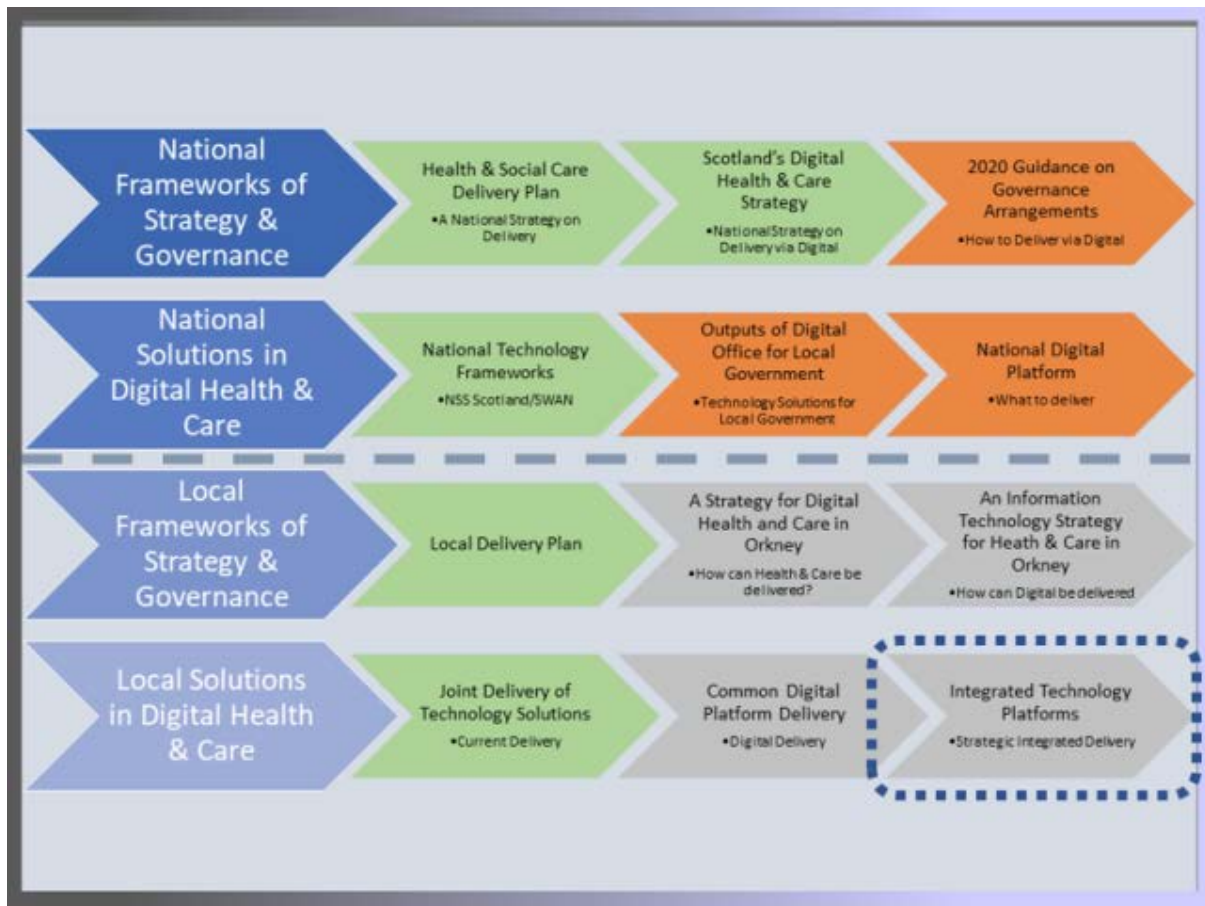 National
Frameworks of
Strategy &
Governance
Health & Social Care
Delivery Plan
•A National Strategy on
Delivery
Scotland's Digital
Health & Care
Strategy
•National Strategy on
Delivery via Digital
2020 Guidance on
Governance
Arrangements
•How to Deliver via Digital
National
Solutions in
Digital Health &
Care
National Technology
Frameworks
•NSS Scotland/SWAN
Outputs of Digital
Office for Local
Government
•Technology Solutions for
Local Government
National Digital
Platform
•What to deliver
Local
Frameworks of
Strategy &
Governance
Local Delivery Plan
A Strategy for Digital
Health and Care in
Orkney
•How can Health & Care be
delivered?
An Information
Technology Strategy
for Heath & Care in
Orkney
•How can Digital be delivered
Local Solutions
in Digital Health
& Care
Joint Delivery of
Technology Solutions
•Current Delivery
Common Digital
Platform Delivery
•Digital Delivery
Integrated Technology
Platforms
•Strategic Integrated Delivery